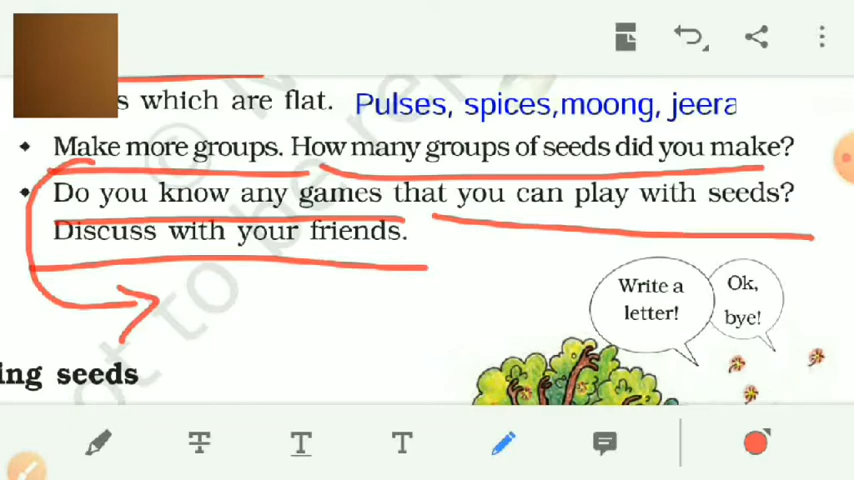 s which are flat. Pulses, spices,moong, jeera
Make more groups. How many groups of seeds did you make?
Do you know any games that you can play with seeds?
Discuss with your friends.
Write a
letter!
Ok,
bye!
ing seeds